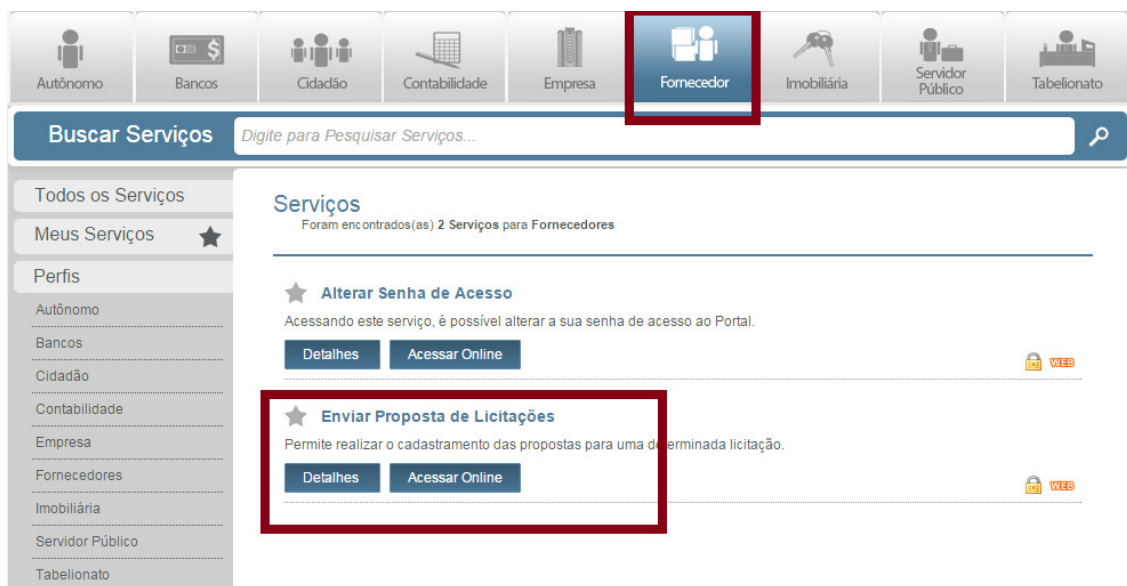 Autônomo
Bancos
Cidadão
Contabilidade
Empresa
Fornecedor
Imobiliária
Servidor
Público
Tabelionato
Buscar Serviços
Digite para Pesquisar Serviços...
Todos os Serviços
Meus Serviços
Perfis
Autônomo
Bancos
Cidadão
Contabilidade
Empresa
Fornecedores
Imobiliária
Servidor Público
Tabelionato
Serviços
Foram encontrados(as) 2 Serviços para Fornecedores
Alterar Senha de Acesso
Acessando este serviço, é possível alterar a sua senha de acesso ao Portal.
Detalhes Acessar Online
WEB
Enviar Proposta de Licitações
Permite realizar o cadastramento das propostas para uma determinada licitação.
Detalhes Acessar Online
WEB